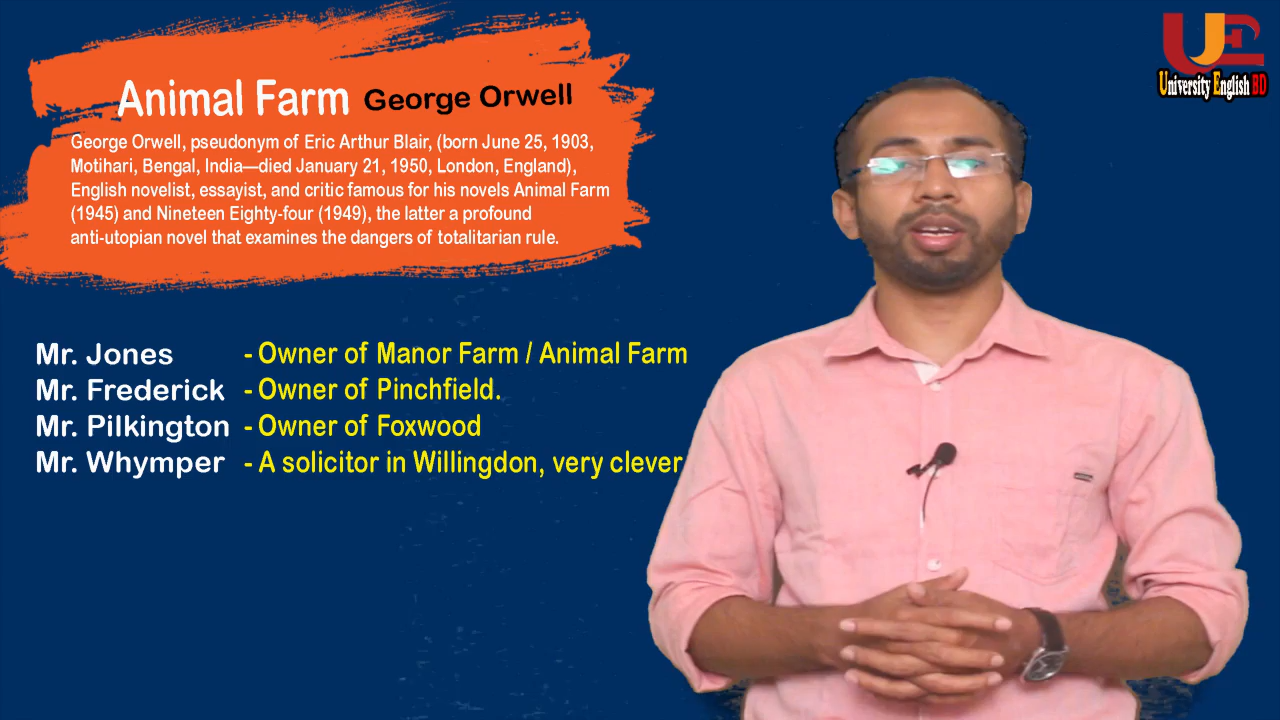 UE
University English BD
Animal Farm George Orwell
George Orwell, pseudonym of Eric Arthur Blair, (born June 25, 1903,
Motihari, Bengal, India—died January 21, 1950, London, England),
English novelist, essayist, and critic famous for his novels Animal Farm
(1945) and Nineteen Eighty-four (1949), the latter a profound
anti-utopian novel that examines the dangers of totalitarian rule.
Mr. Jones - Owner of Manor Farm / Animal Farm
Mr. Frederick - Owner of Pinchfield.
Mr. Pilkington - Owner of Foxwood
Mr. Whymper - A solicitor in Willingdon, very clever